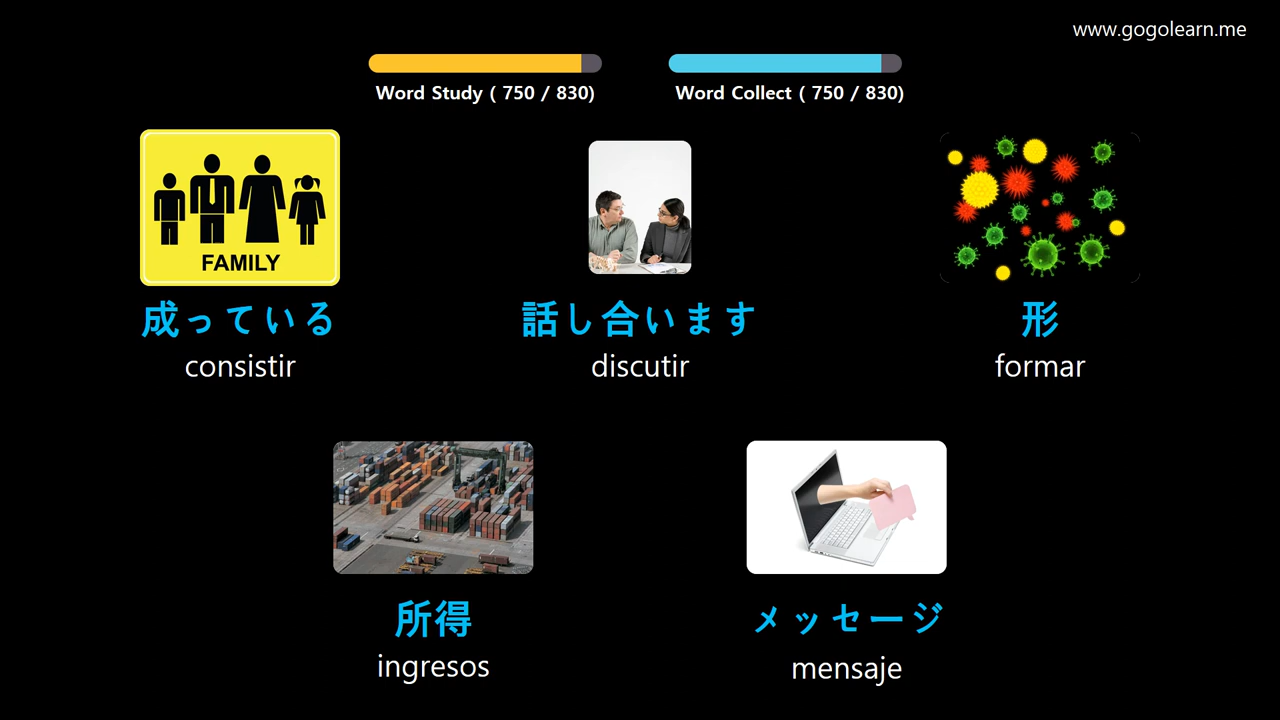 www.gogolearn.me
Word Study ( 750 / 830)
Word Collect ( 750 / 830)
FAMILY
成っている
consistir
話し合います
discutir
形
formar
所得
ingresos
メッセージ
mensaje